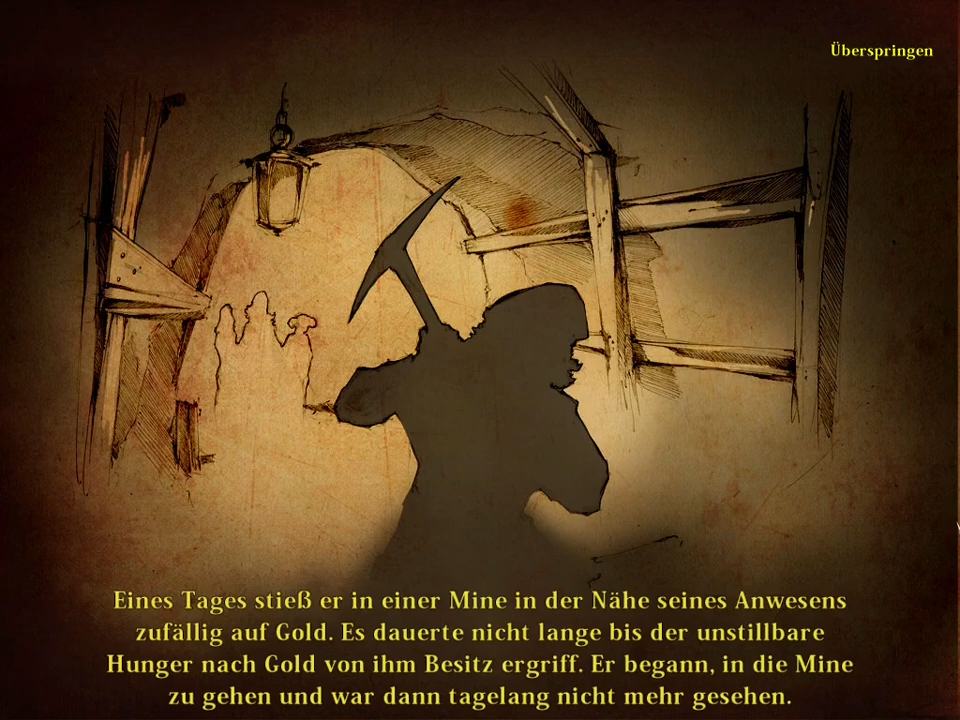 Überspringen
Eines Tages stieß er in einer Mine in der Nähe seines Anwesens
zufällig auf Gold. Es dauerte nicht lange bis der unstillbare
Hunger nach Gold von ihm Besitz ergriff. Er begann, in die Mine
zu gehen und war dann tagelang nicht mehr gesehen.